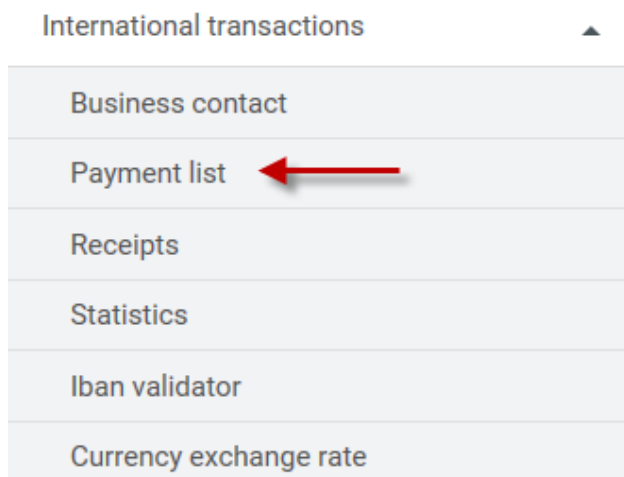 International transactions
Business contact
Payment list
Receipts
Statistics
Iban validator
Currency exchange rate